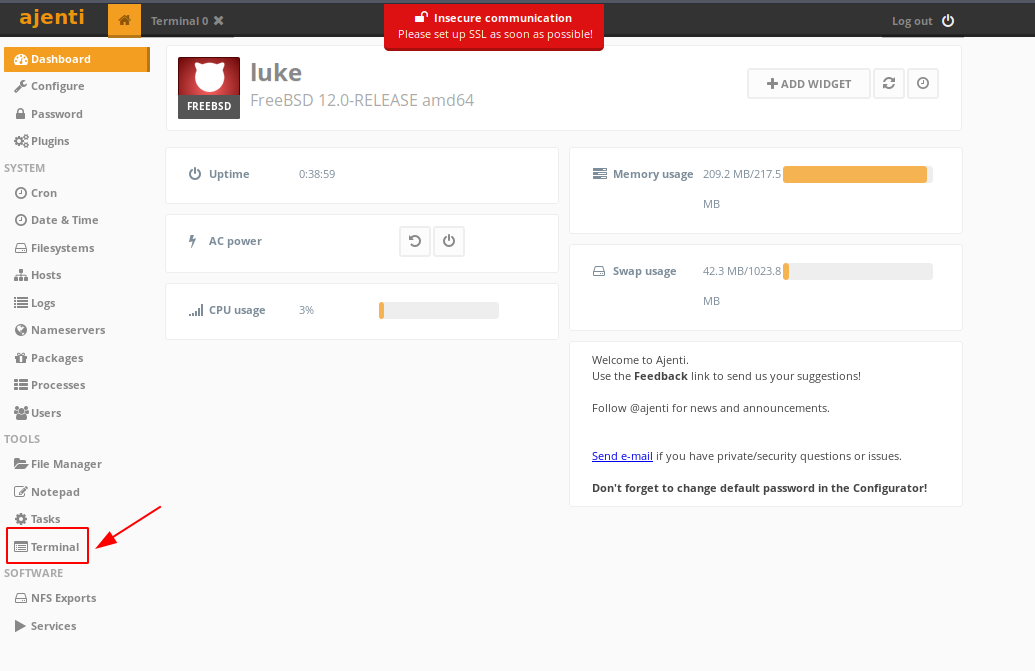 ajenti
Terminal 0
Insecure communication
Please set up SSL as soon as possible!
Log out
Dashboard
Configure
Password
Plugins
SYSTEM
Cron
Date & Time
Filesystems
Hosts
Logs
Nameservers
Packages
Processes
Users
TOOLS
File Manager
Notepad
Tasks
Terminal
SOFTWARE
NFS Exports
Services
FREEBSD
luke
FreeBSD 12.0-RELEASE amd64
ADD WIDGET
Uptime 0:38:59
AC power
CPU usage 3%
Memory usage 209.2 MB/217.5
MB
Swap usage 42.3 MB/1023.8
MB
Welcome to Ajenti.
Use the Feedback link to send us your suggestions!
Follow @ajenti for news and announcements.
Send e-mail if you have private/security questions or issues.
Don't forget to change default password in the Configurator!